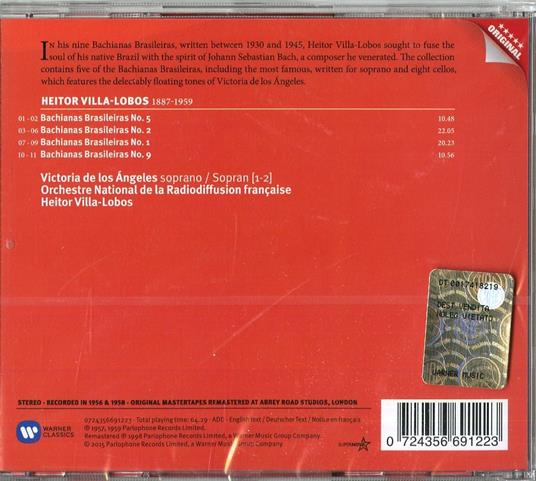 IN his nine Bachianas Brasileiras, written between 1930 and 1945, Heitor Villa-Lobos sought to fuse the
soul of his native Brazil with the spirit of Johann Sebastian Bach, a composer he venerated. The collection
contains five of the Bachianas Brasileiras, including the most famous, written for soprano and eight cellos,
which features the delectably floating tones of Victoria de los Ángeles.
ORIGINAL
HEITOR VILLA-LOBOS 1887-1959
01 - 02 Bachianas Brasileiras No. 5 10.48
03 - 06 Bachianas Brasileiras No. 2 22.05
07 - 09 Bachianas Brasileiras No. 1 20.23
10 - 11 Bachianas Brasileiras No. 9 10.56
Victoria de los Ángeles soprano / Sopran [1-2]
Orchestre National de la Radiodiffusion française
Heitor Villa-Lobos
DT 0017418219
DEST. VENDITA
NOLEG VIETATO
WARNER MUSIC
STEREO · RECORDED IN 1956 & 1958 · ORIGINAL MASTERTAPES REMASTERED AT ABBEY ROAD STUDIOS, LONDON
WARNER
CLASSICS
0724356691223 · Total playing time: 64.29 · ADD · English text / Deutscher Text / Notice en français
℗ 1957, 1959 Parlophone Records Limited.
Remastered ℗ 1998 Parlophone Records Limited, a Warner Music Group Company.
© 2015 Parlophone Records Limited, a Warner Music Group Company.
0 724356 691223